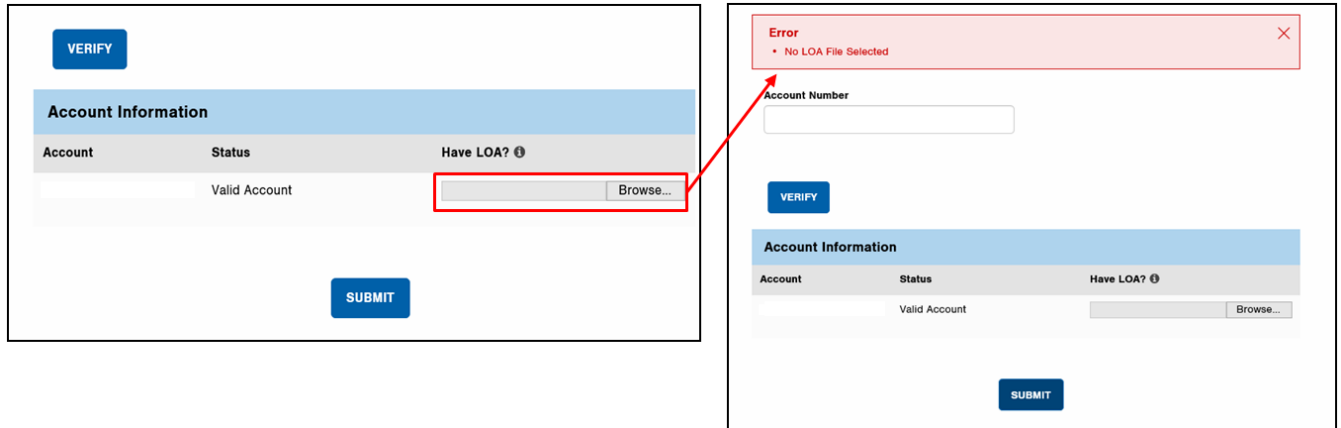 VERIFY
Account Information
Account Status Have LOA?
Valid Account Browse...
SUBMIT
Error
• No LOA File Selected
Account Number
VERIFY
Account Information
Account Status Have LOA?
Valid Account Browse...
SUBMIT